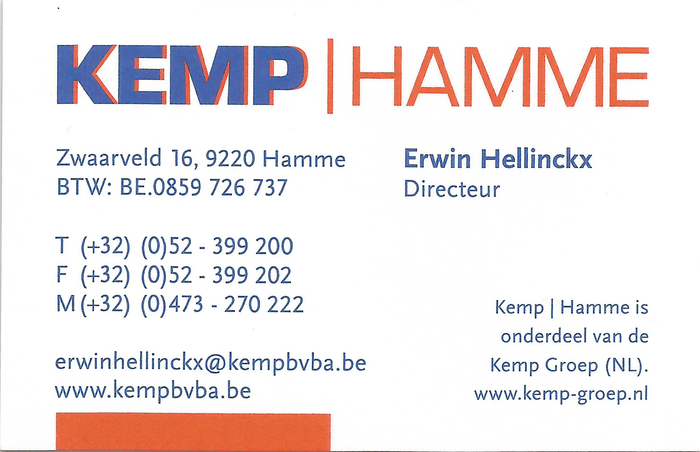 KEMP|HAMME
Zwaarveld 16, 9220 Hamme
BTW: BE.0859 726 737
Erwin Hellinckx
Directeur
T (+32) (0)52 - 399 200
F (+32) (0)52 - 399 202
M (+32) (0)473 - 270 222
erwinhellinckx@kempbvba.be
www.kempbvba.be
Kemp | Hamme is
onderdeel van de
Kemp Groep (NL).
www.kemp-groep.nl